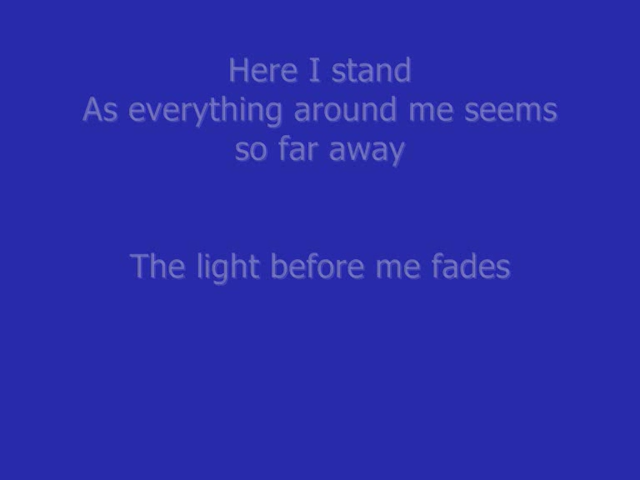 Here I stand
As everything around me seems
so far away
The light before me fades